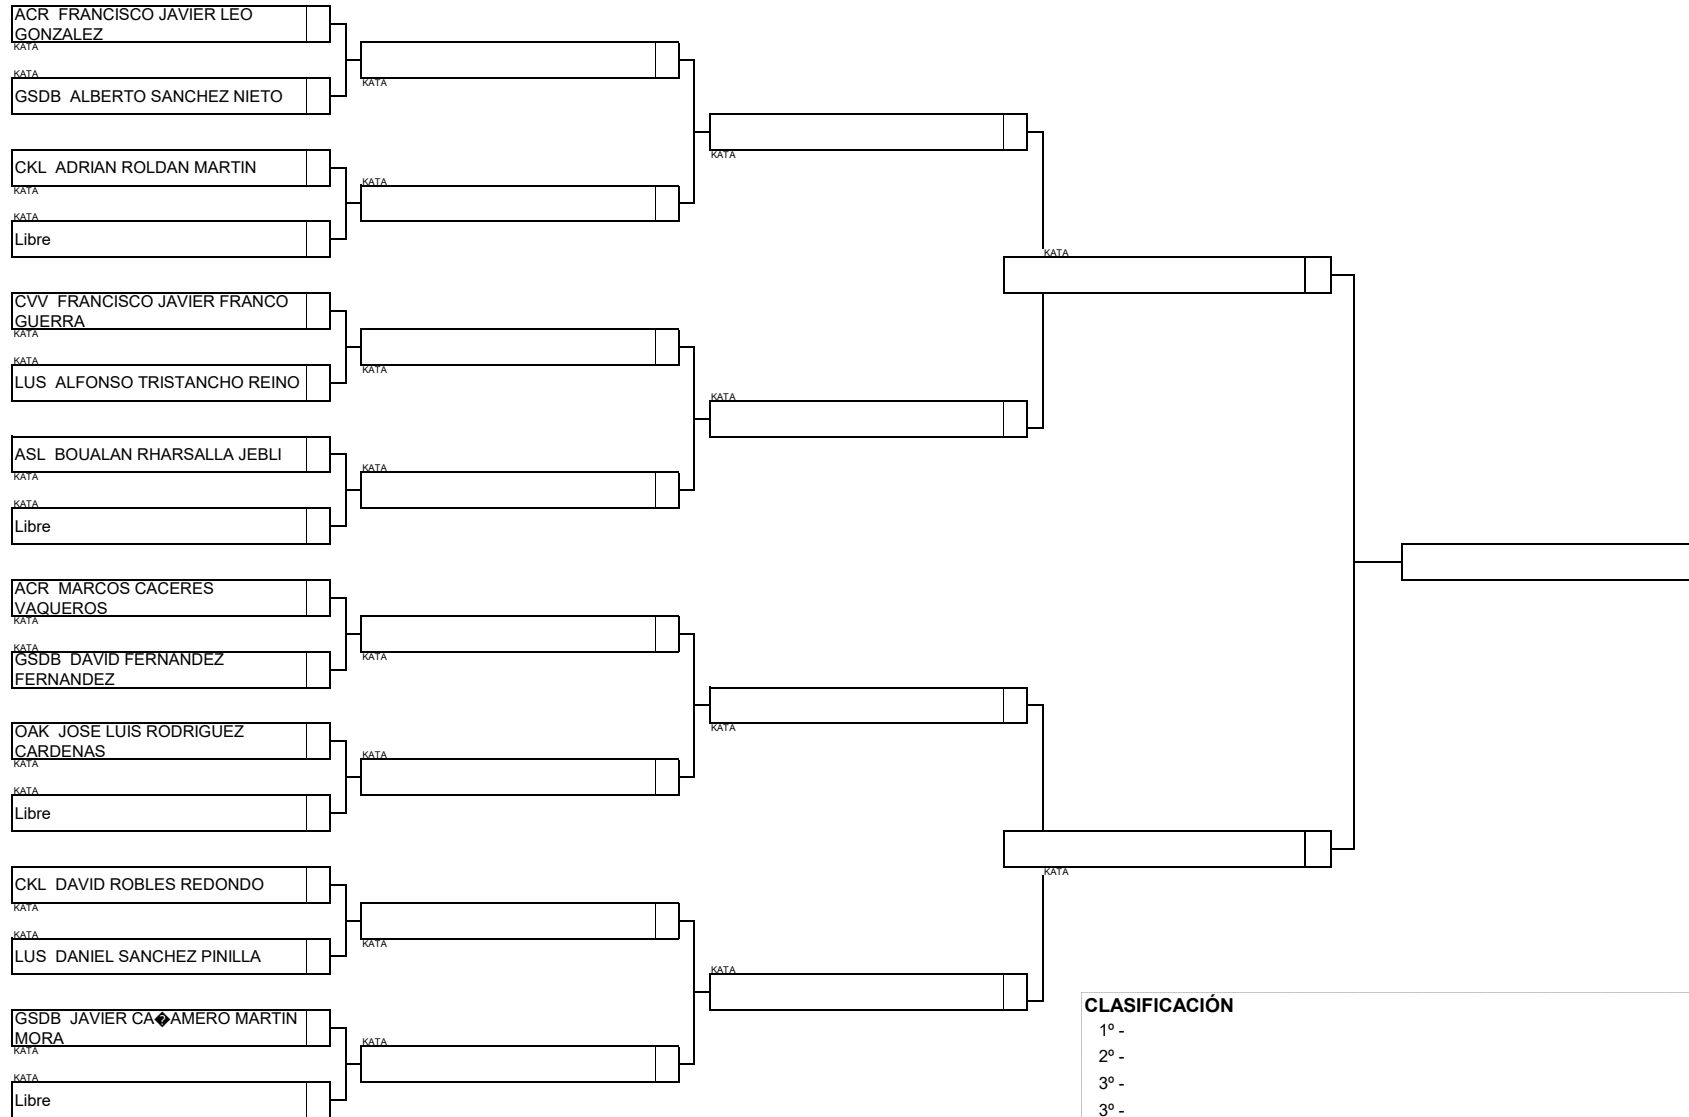 ACR FRANCISCO JAVIER LEO
GONZALEZ
KATA
KATA
GSDB ALBERTO SANCHEZ NIETO
CKL ADRIAN ROLDAN MARTIN
KATA
KATA
Libre
CVV FRANCISCO JAVIER FRANCO
GUERRA
KATA
KATA
LUS ALFONSO TRISTANCHO REINO
ASL BOUALAN RHARSALLA JEBLI
KATA
KATA
Libre
ACR MARCOS CACERES
VAQUEROS
KATA
KATA
GSDB DAVID FERNANDEZ
FERNANDEZ
OAK JOSE LUIS RODRIGUEZ
CARDENAS
KATA
KATA
Libre
CKL DAVID ROBLES REDONDO
KATA
KATA
LUS DANIEL SANCHEZ PINILLA
GSDB JAVIER CA�AMERO MARTIN
MORA
KATA
KATA
Libre
KATA
KATA
KATA
KATA
KATA
KATA
KATA
KATA
KATA
KATA
KATA
KATA
KATA
KATA
CLASIFICACIÓN
1º -
2º -
3º -
3º -